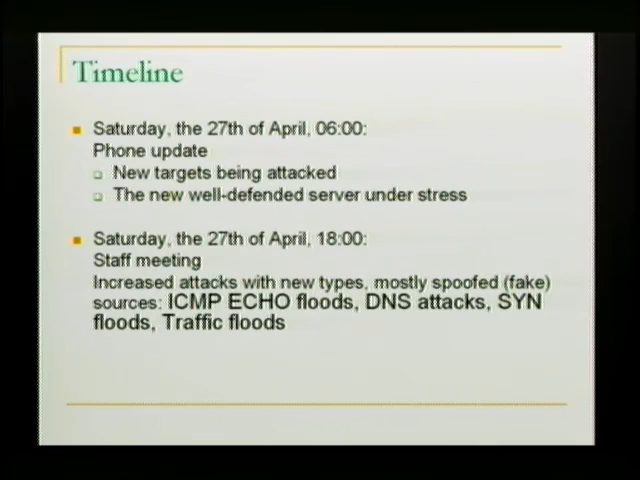 Timeline
Saturday, the 27th of April, 06:00:
Phone update
New targets being attacked
The new well-defended server under stress
Saturday, the 27th of April, 18:00:
Staff meeting
Increased attacks with new types, mostly spoofed (fake)
sources: ICMP ECHO floods, DNS attacks, SYN
floods, Traffic floods